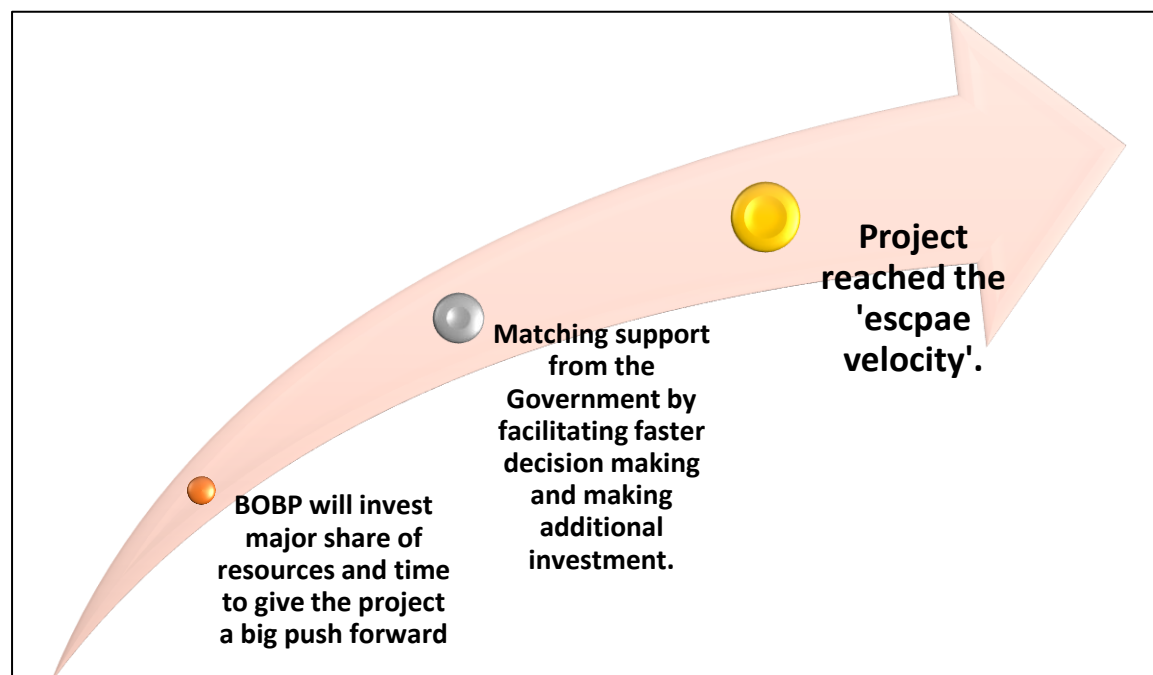 BOBP will invest
major share of
resources and time
to give the project
a big push forward
Matching support
from the
Government by
facilitating faster
decision making
and making
additional
investment.
Project
reached the
'escpae
velocity'.